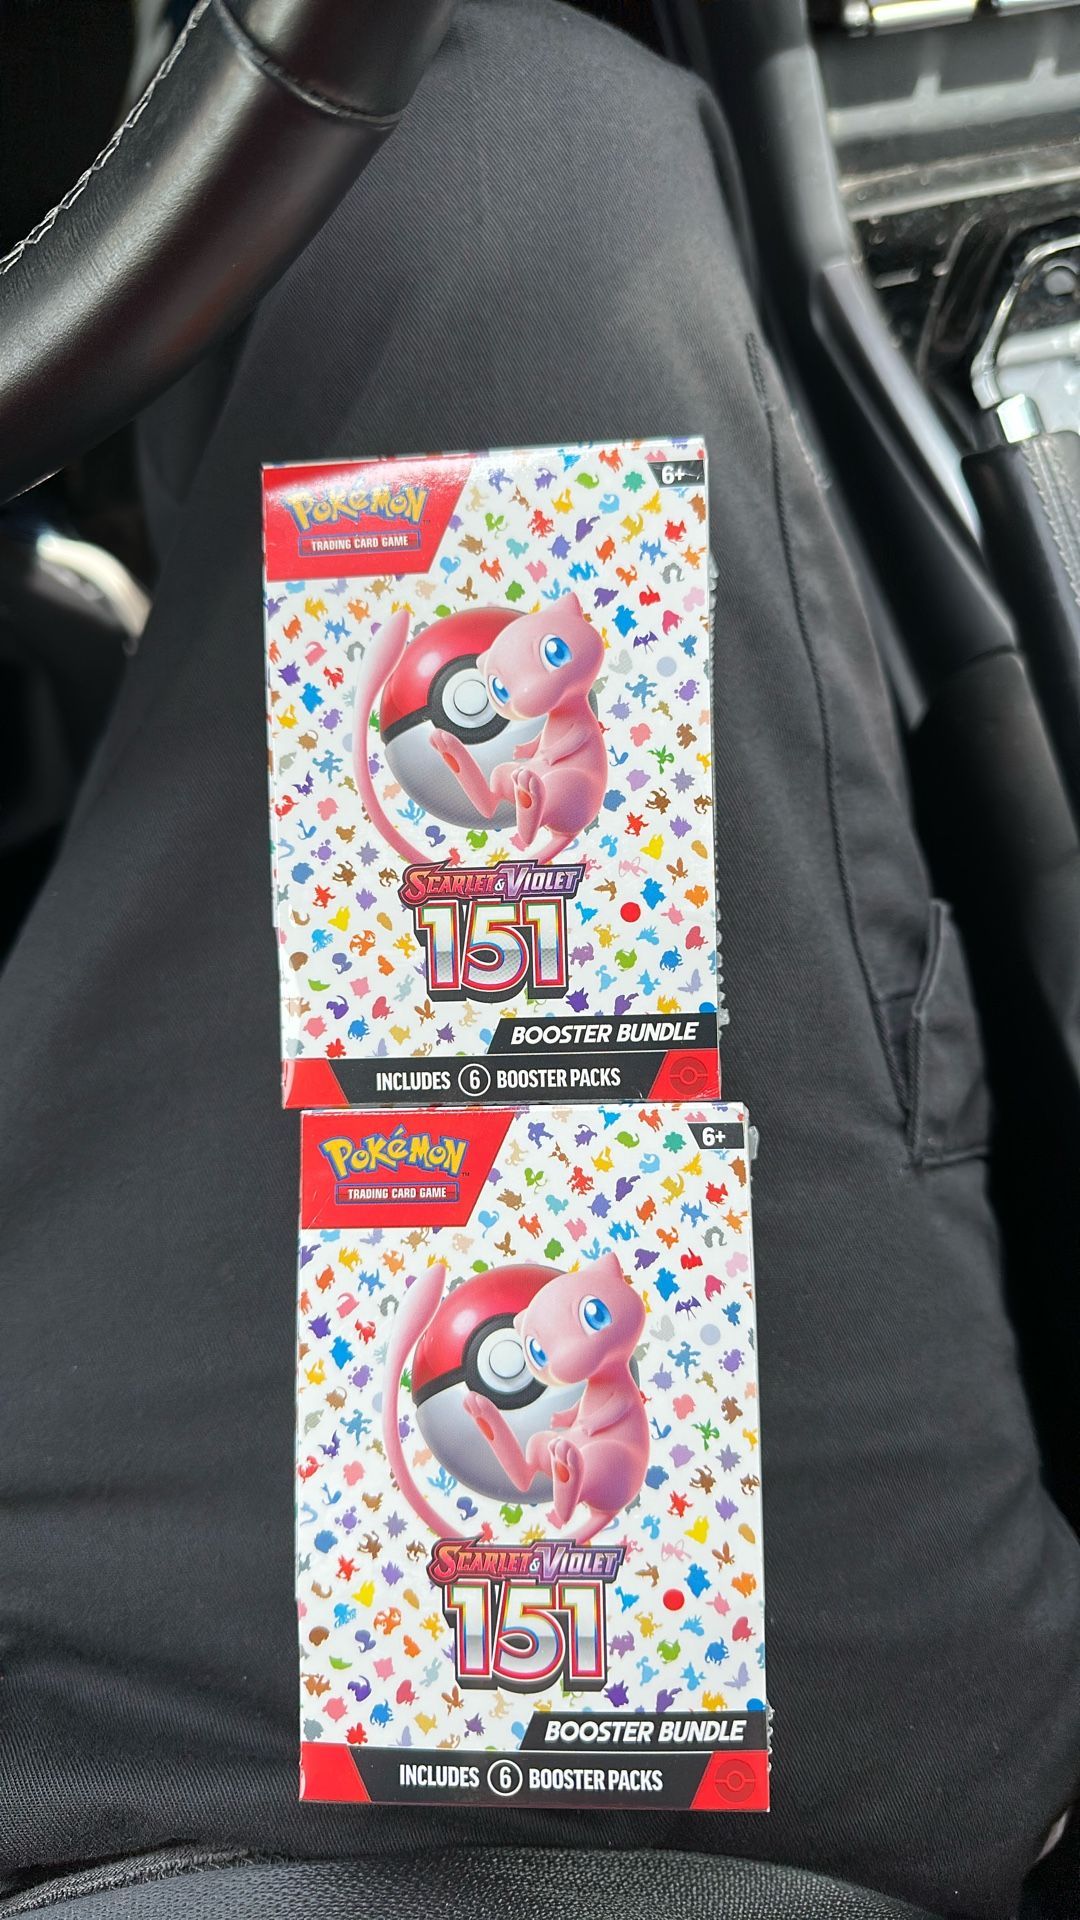 6+
POKéMON
TRADING CARD GAME
SCARLET & VIOLET
151
BOOSTER BUNDLE
INCLUDES 6 BOOSTER PACKS
6+
POKéMON™
TRADING CARD GAME
SCARLET & VIOLET
151
BOOSTER BUNDLE
INCLUDES 6 BOOSTER PACKS